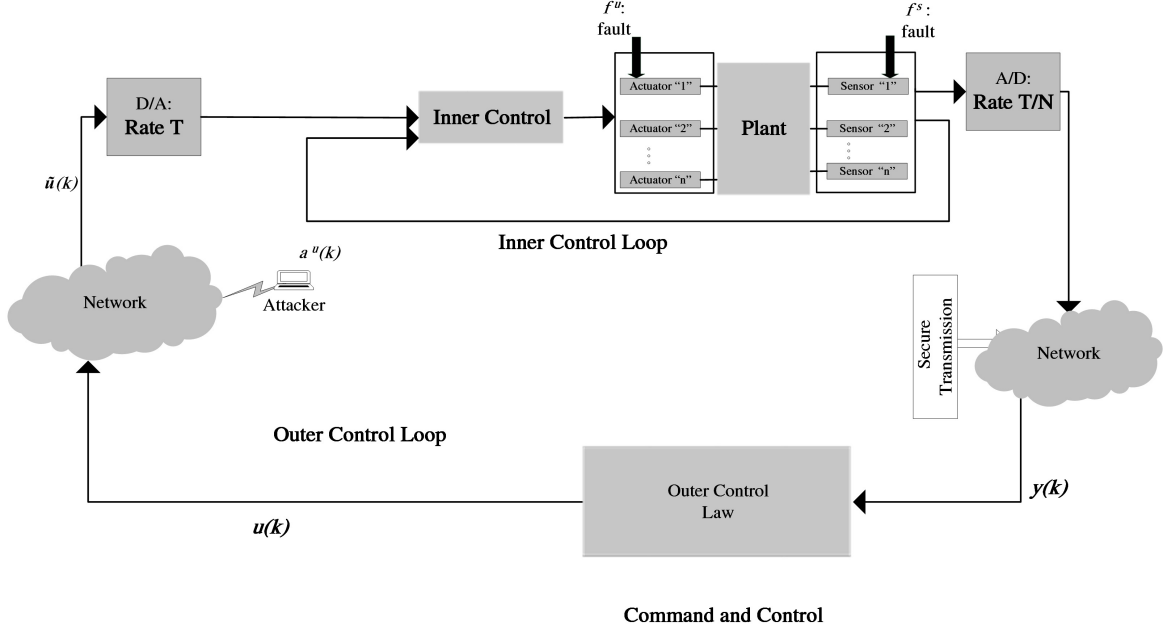 f ᵘ:
fault
f ˢ:
fault
D/A:
Rate T
Inner Control
Actuator “1”
Actuator “2”
Actuator “n”
Plant
Sensor “1”
Sensor “2”
Sensor “n”
A/D:
Rate T/N
ũ(k)
Inner Control Loop
a ᵘ(k)
Attacker
Network
Secure
Transmission
Network
Outer Control Loop
Outer Control
Law
y(k)
u(k)
Command and Control